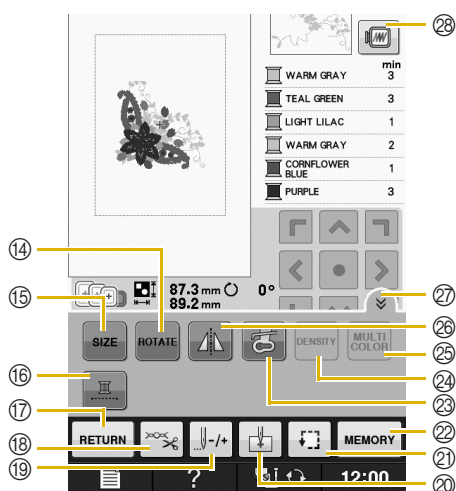 ㉘
min
WARM GRAY 3
TEAL GREEN 3
LIGHT LILAC 1
WARM GRAY 2
CORNFLOWER
BLUE 1
PURPLE 3
⑭
87.3 mm 0°
89.2 mm
㉗
⑮
SIZE
ROTATE
DENSITY
MULTI
COLOR
㉖
㉕
㉔
㉓
⑯
⑰
RETURN
-/+
MEMORY
㉒
⑱
⑲
⑳
㉑
?
12:00